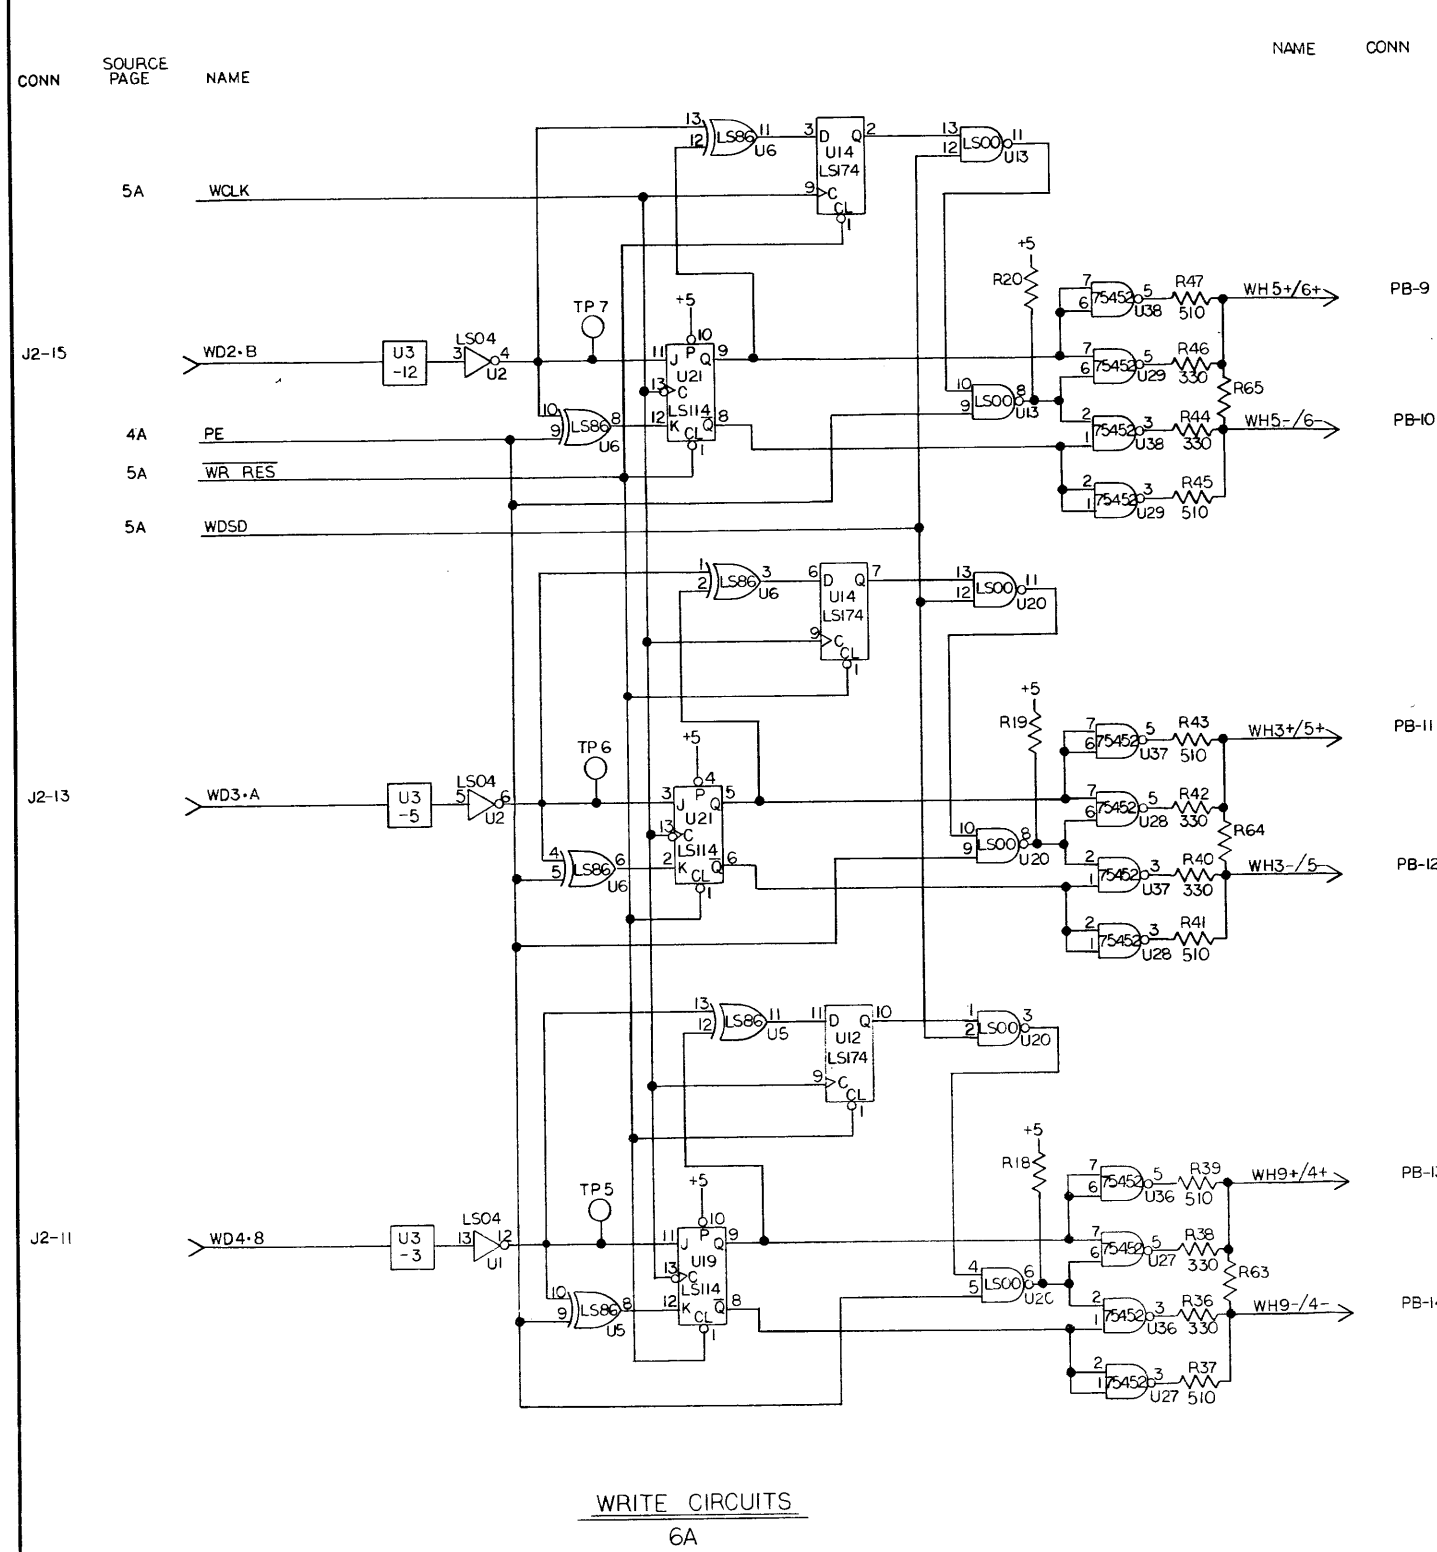 NAME CONN
CONN SOURCE PAGE NAME
13 12 LS86 11 U6
3 D Q 2 U14 LS174 9 C CL 1
13 12 LS00 11 U13
5A WCLK
+5 R20
7 6 75452 5 U38 R47 510 WH5+/6+ PB-9
J2-15 WD2•B U3 -12 3 LS04 4 U2 TP7
+5 10 11 J P Q 9 U21 13 C LS114 12 K Q 8 CL 1
7 6 75452 5 U29 R46 330
R65
10 9 LS00 8 U13
10 9 LS86 8 U6
2 1 75452 3 U38 R44 330 WH5-/6- PB-10
4A PE
5A WR RES
2 1 75452 3 U29 R45 510
5A WDSD
1 2 LS86 3 U6
6 D Q 7 U14 LS174 9 C CL 1
13 12 LS00 11 U20
+5 R19
7 6 75452 5 U37 R43 510 WH3+/5+ PB-11
J2-13 WD3•A U3 -5 5 LS04 6 U2 TP6
+5 4 3 J P Q 5 U21 13 C LS114 2 K Q 6 CL 1
7 6 75452 5 U28 R42 330
R64
10 9 LS00 8 U20
4 5 LS86 6 U6
2 1 75452 3 U37 R40 330 WH3-/5- PB-12
2 1 75452 3 U28 R41 510
13 12 LS86 11 U5
11 D Q 10 U12 LS174 9 C CL 1
1 2 LS00 3 U20
+5 R18
7 6 75452 5 U36 R39 510 WH9+/4+
J2-11 WD4•8 U3 -3 13 LS04 12 U1 TP5
+5 10 11 J P Q 9 U19 13 C LS114 12 K Q 8 CL 1
7 6 75452 5 U27 R38 330
R63
4 5 LS00 6 U20
10 9 LS86 8 U5
2 1 75452 3 U36 R36 330 WH9-/4-
2 1 75452 3 U27 R37 510
WRITE CIRCUITS
6A